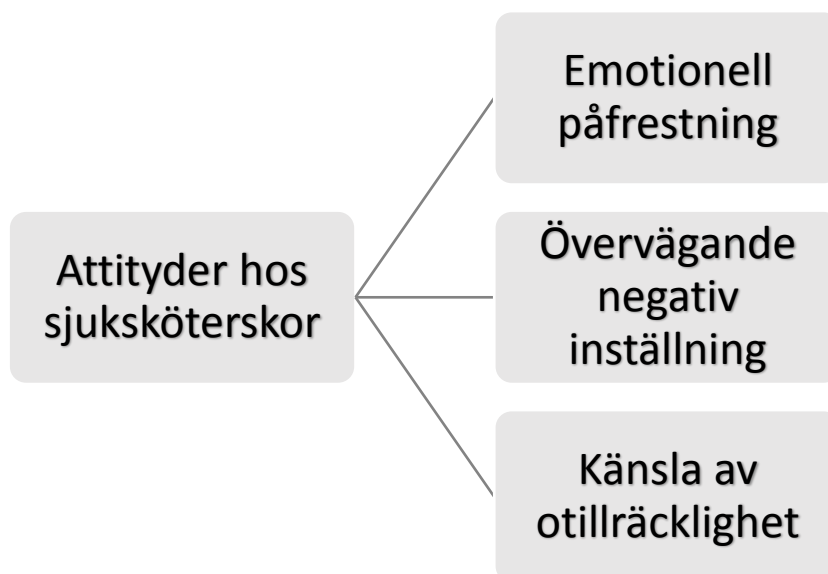 Emotionell
påfrestning
Attityder hos
sjuksköterskor
Övervägande
negativ
inställning
Känsla av
otillräcklighet